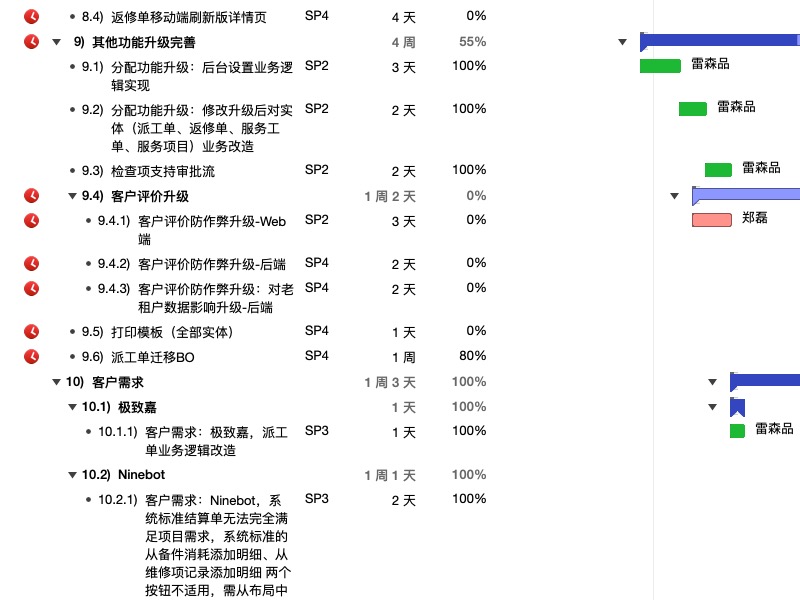 8.4) 返修单移动端刷新版详情页 SP4 4 天 0%
9) 其他功能升级完善 4 周 55%
9.1) 分配功能升级：后台设置业务逻 SP2 3 天 100% 雷森品
辑实现
9.2) 分配功能升级：修改升级后对实 SP2 2 天 100% 雷森品
体（派工单、返修单、服务工
单、服务项目）业务改造
9.3) 检查项支持审批流 SP2 2 天 100% 雷森品
9.4) 客户评价升级 1 周 2 天 0%
9.4.1) 客户评价防作弊升级-Web SP2 3 天 0% 郑磊
端
9.4.2) 客户评价防作弊升级-后端 SP4 2 天 0%
9.4.3) 客户评价防作弊升级：对老 SP4 2 天 0%
租户数据影响升级-后端
9.5) 打印模板（全部实体） SP4 1 天 0%
9.6) 派工单迁移BO SP4 1 周 80%
10) 客户需求 1 周 3 天 100%
10.1) 极致嘉 1 天 100%
10.1.1) 客户需求：极致嘉，派工 SP3 1 天 100% 雷森品
单业务逻辑改造
10.2) Ninebot 1 周 1 天 100%
10.2.1) 客户需求：Ninebot，系 SP3 2 天 100%
统标准结算单无法完全满
足项目需求，系统标准的
从备件消耗添加明细、从
维修项记录添加明细 两个
按钮不适用，需从布局中